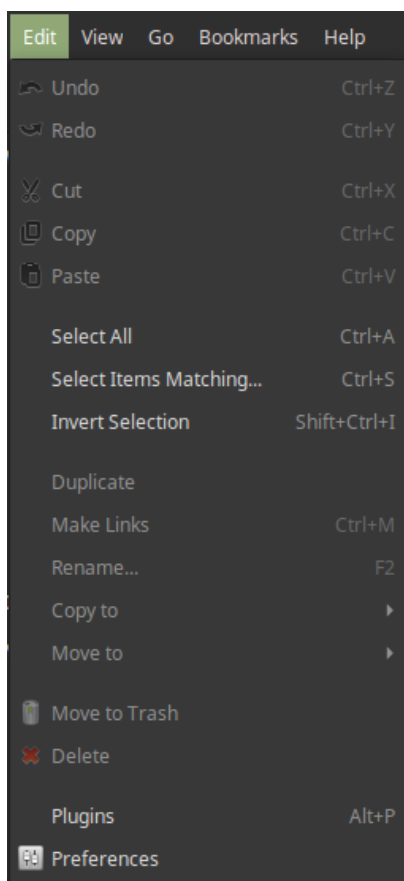 Edit View Go Bookmarks Help
Undo Ctrl+Z
Redo Ctrl+Y
Cut Ctrl+X
Copy Ctrl+C
Paste Ctrl+V
Select All Ctrl+A
Select Items Matching... Ctrl+S
Invert Selection Shift+Ctrl+I
Duplicate
Make Links Ctrl+M
Rename... F2
Copy to
Move to
Move to Trash
Delete
Plugins Alt+P
Preferences